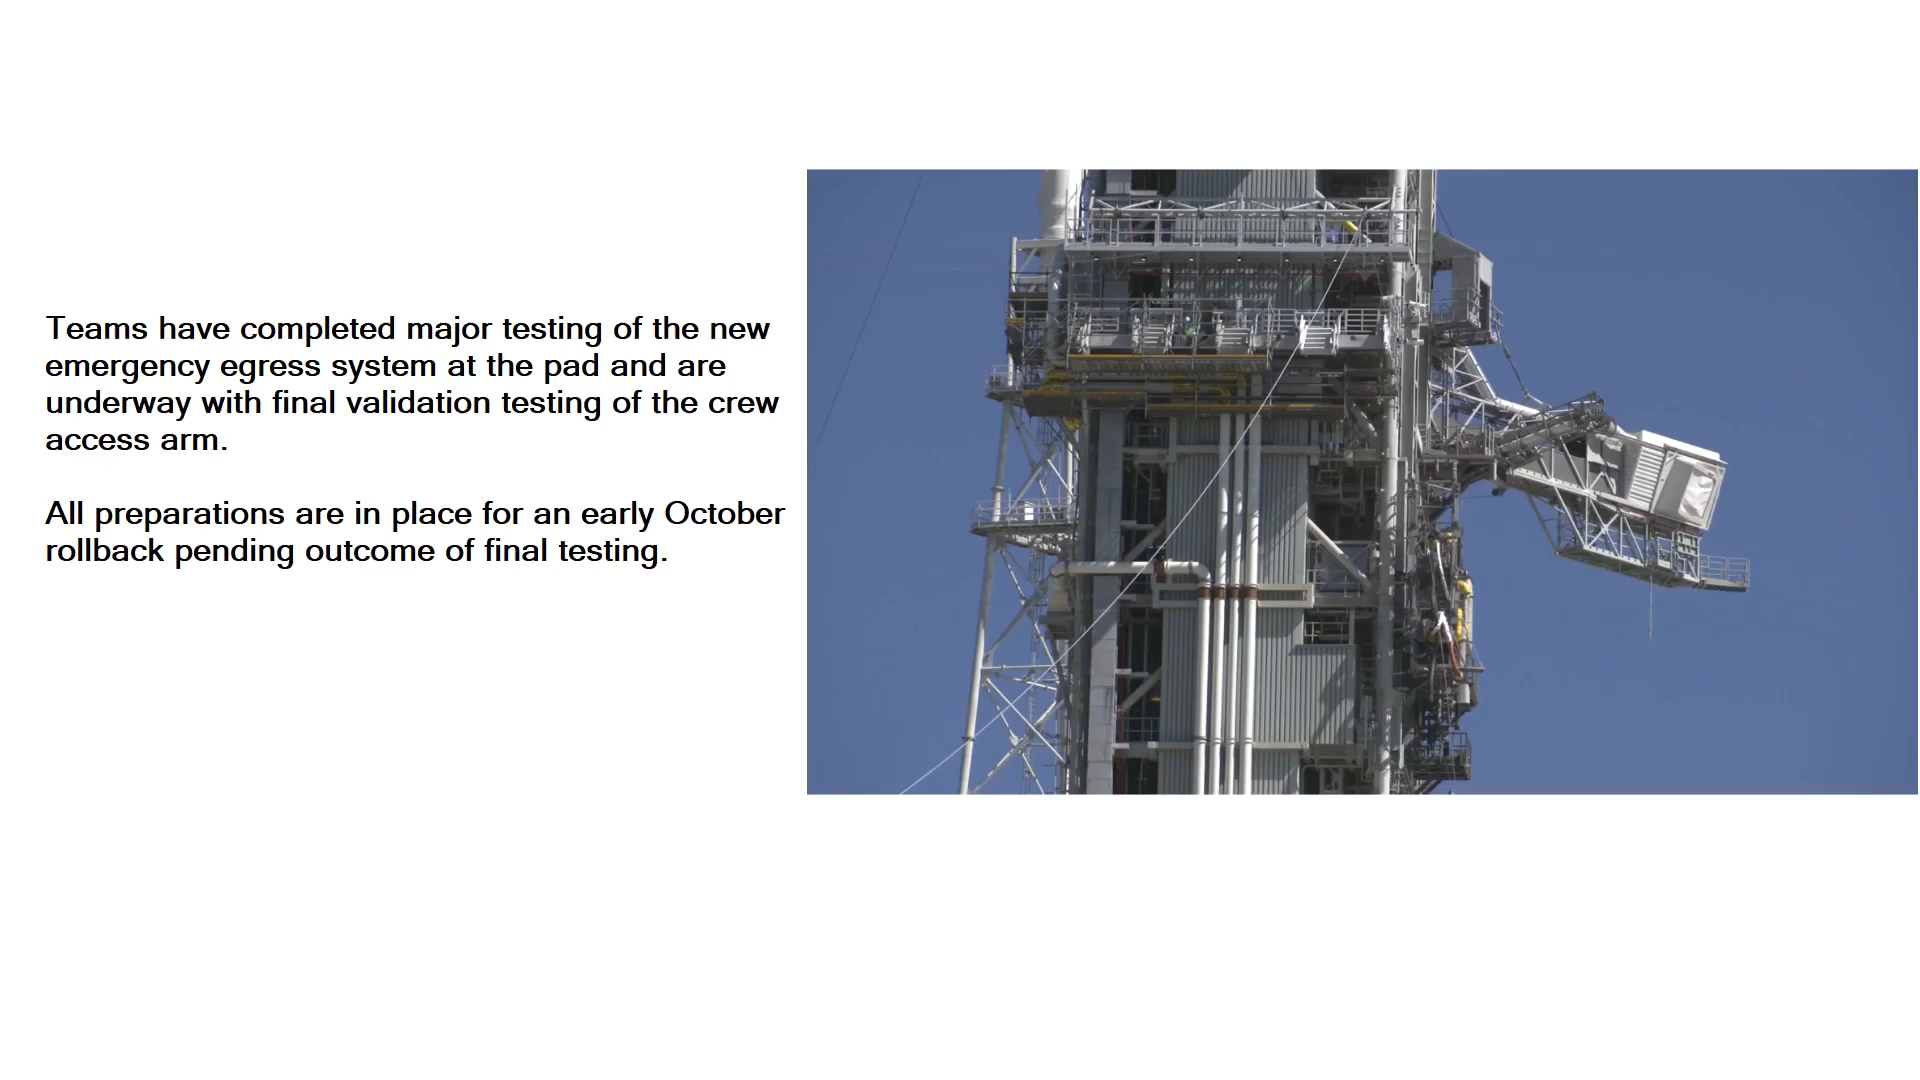 Teams have completed major testing of the new
emergency egress system at the pad and are
underway with final validation testing of the crew
access arm.
All preparations are in place for an early October
rollback pending outcome of final testing.